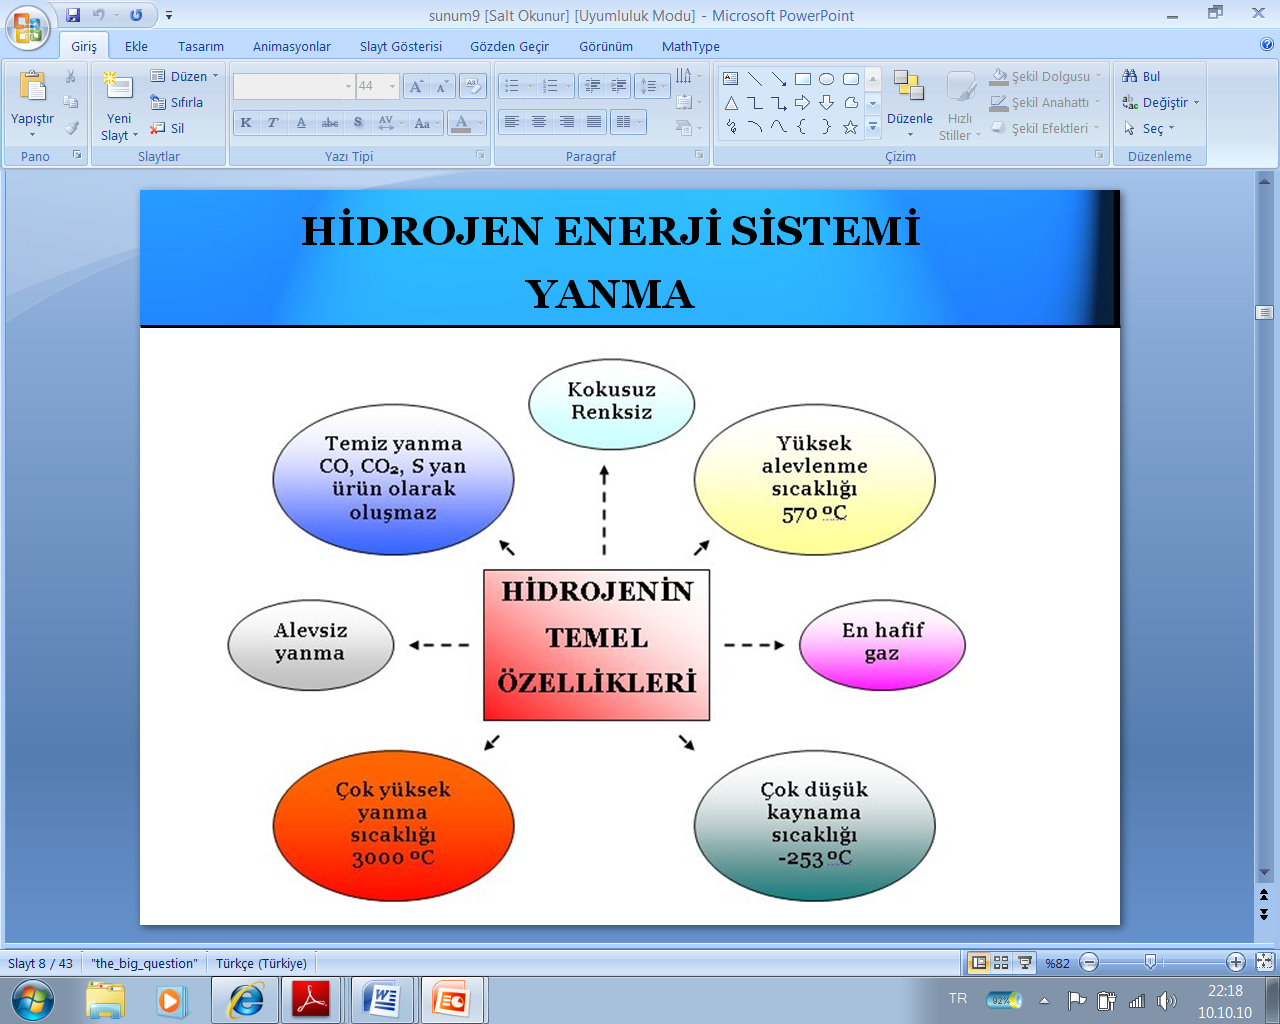 sunum9 [Salt Okunur] [Uyumluluk Modu] - Microsoft PowerPoint
Giriş Ekle Tasarım Animasyonlar Slayt Gösterisi Gözden Geçir Görünüm MathType
Yapıştır
Pano
Yeni
Slayt
Düzen
Sıfırla
Sil
Slaytlar
44
K T A abc S AV Aa A
Yazı Tipi
Paragraf
Düzenle
Hızlı
Stiller
Şekil Dolgusu
Şekil Anahattı
Şekil Efektleri
Çizim
Bul
Değiştir
Seç
Düzenleme
HİDROJEN ENERJİ SİSTEMİ
YANMA
Kokusuz
Renksiz
Temiz yanma
CO, CO₂, S yan
ürün olarak
oluşmaz
Yüksek
alevlenme
sıcaklığı
570 ºC
HİDROJENİN
TEMEL
ÖZELLİKLERİ
Alevsiz
yanma
En hafif
gaz
Çok yüksek
yanma
sıcaklığı
3000 ºC
Çok düşük
kaynama
sıcaklığı
-253 ºC
Slayt 8 / 43 "the_big_question" Türkçe (Türkiye) %82
TR 92% 22:18
10.10.10